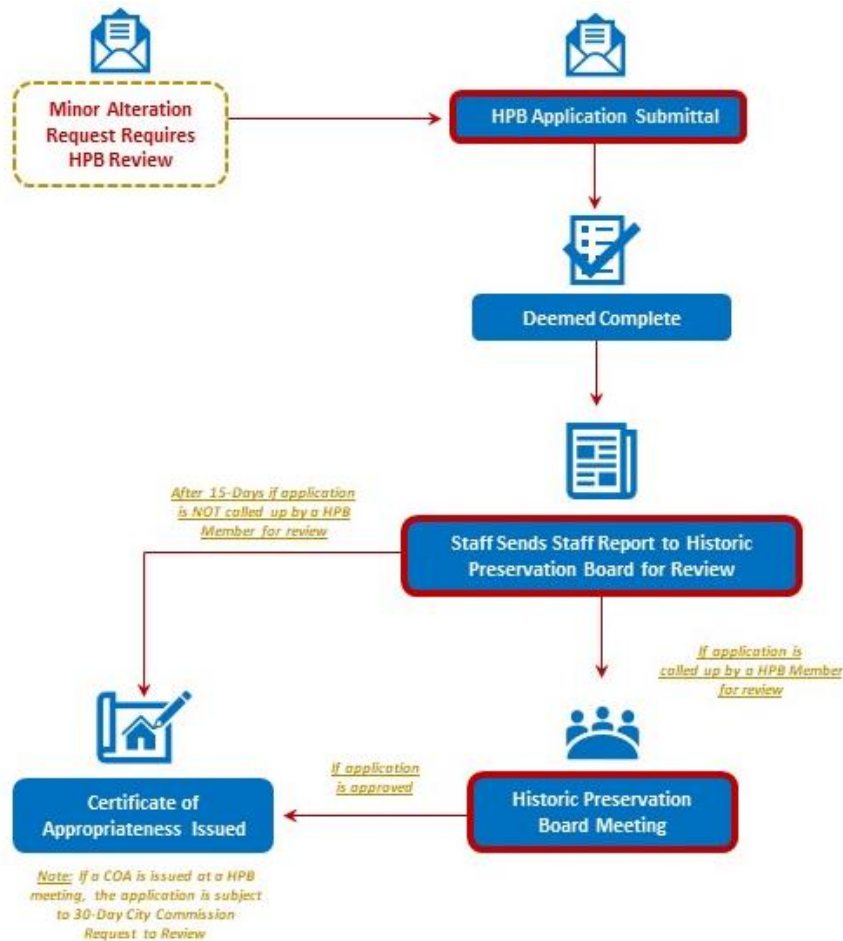 Minor Alteration
Request Requires
HPB Review
HPB Application Submittal
Deemed Complete
After 15-Days if application
is NOT called up by a HPB
Member for review
Staff Sends Staff Report to Historic
Preservation Board for Review
If application is
called up by a HPB Member
for review
If application
is approved
Certificate of
Appropriateness Issued
Historic Preservation
Board Meeting
Note: If a COA is issued at a HPB
meeting, the application is subject
to 30-Day City Commission
Request to Review